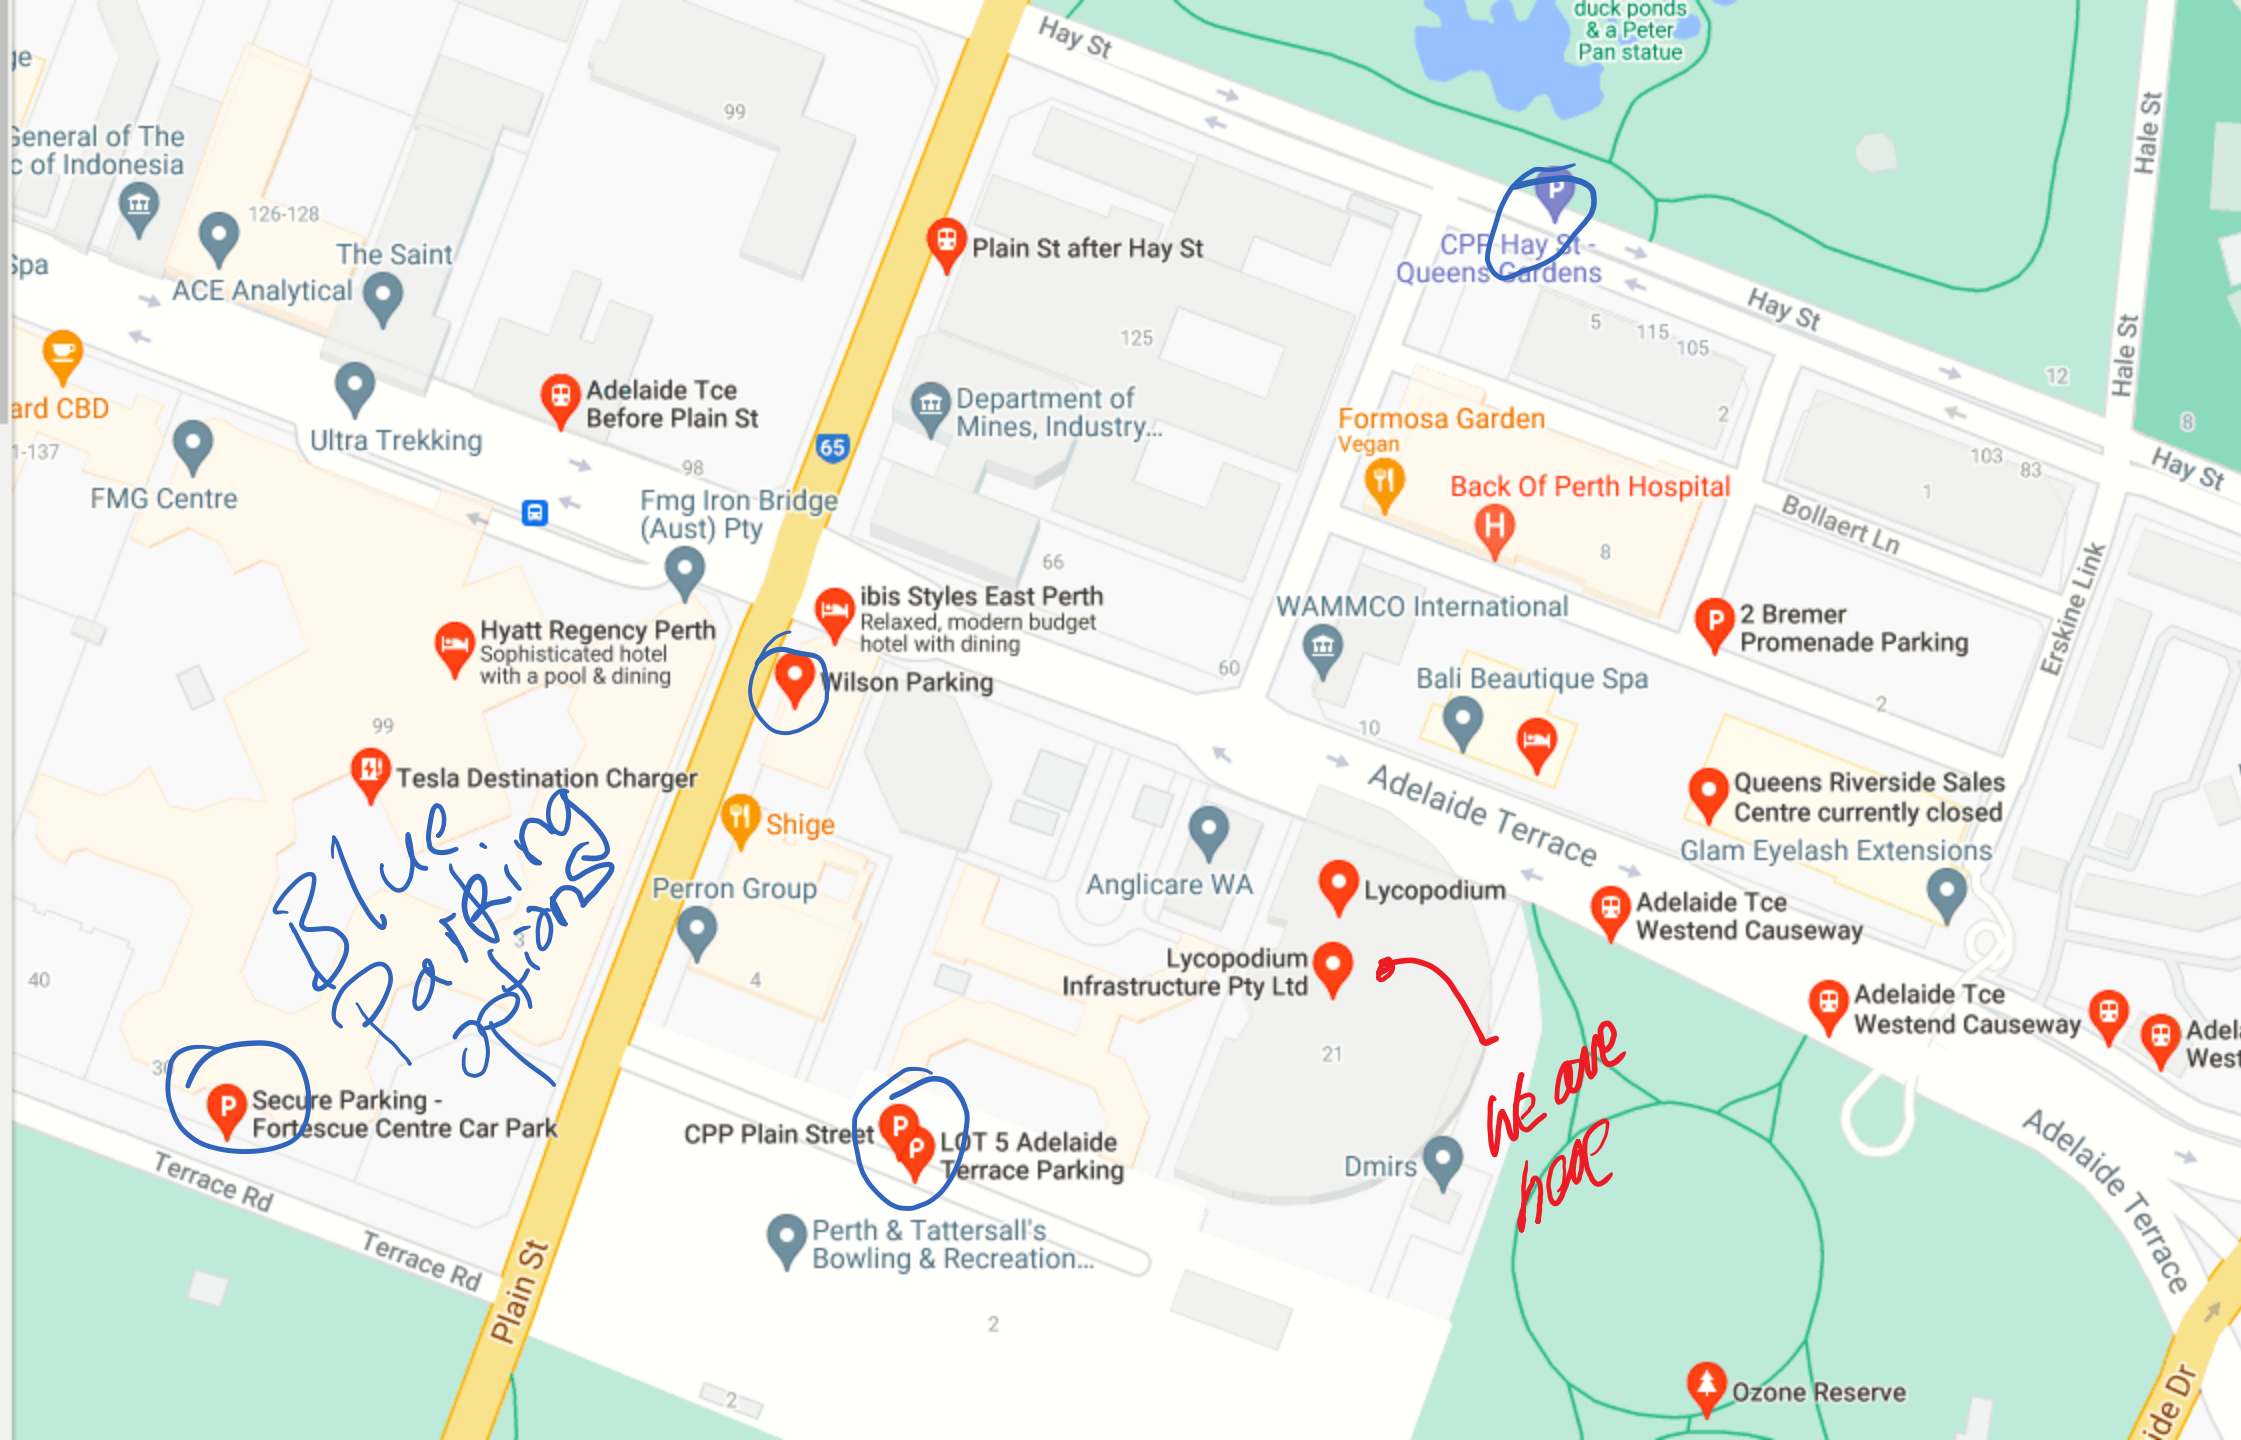 Hay St
duck ponds
& a Peter
Pan statue
Hale St
99
General of The
c of Indonesia
126-128
The Saint
ACE Analytical
Spa
Plain St after Hay St
CPP Hay St -
Queens Gardens
Hay St
Hale St
125
5
115
105
12
8
Adelaide Tce
Before Plain St
Department of
Mines, Industry...
65
Formosa Garden
Vegan
2
ard CBD
1-137
Ultra Trekking
FMG Centre
98
Back Of Perth Hospital
103
83
1
Hay St
Fmg Iron Bridge
(Aust) Pty
66
8
Bollaert Ln
Erskine Link
ibis Styles East Perth
Relaxed, modern budget
hotel with dining
WAMMCO International
2 Bremer
Promenade Parking
Hyatt Regency Perth
Sophisticated hotel
with a pool & dining
Wilson Parking
60
Bali Beautique Spa
10
2
99
Tesla Destination Charger
Adelaide Terrace
Queens Riverside Sales
Centre currently closed
Shige
Glam Eyelash Extensions
Blue
Parking
options
3
Perron Group
Anglicare WA
Lycopodium
Adelaide Tce
Westend Causeway
40
4
Lycopodium
Infrastructure Pty Ltd
Adelaide Tce
Westend Causeway
Adel
West
21
We are
here
30
Secure Parking -
Fortescue Centre Car Park
CPP Plain Street
LOT 5 Adelaide
Terrace Parking
Dmirs
Adelaide Terrace
Terrace Rd
Terrace Rd
Perth & Tattersall's
Bowling & Recreation...
Plain St
2
2
Ozone Reserve
ide Dr